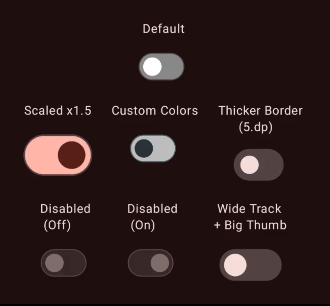 Default
Scaled x1.5
Custom Colors
Thicker Border
(5.dp)
Disabled
(Off)
Disabled
(On)
Wide Track
+ Big Thumb